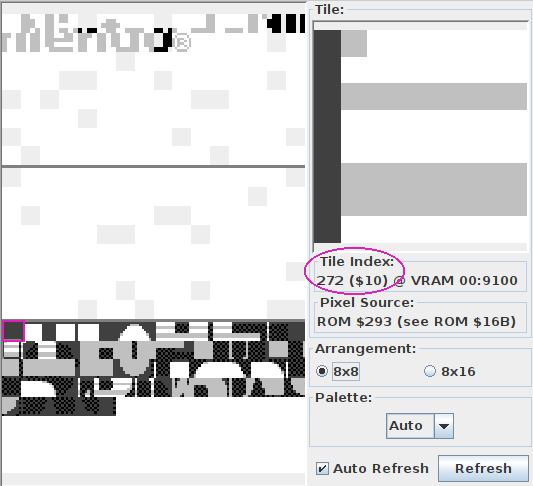 Tile:
Tile Index:
272 ($10) @ VRAM 00:9100
Pixel Source:
ROM $293 (see ROM $16B)
Arrangement:
8x8 8x16
Palette:
Auto
Auto Refresh Refresh
®